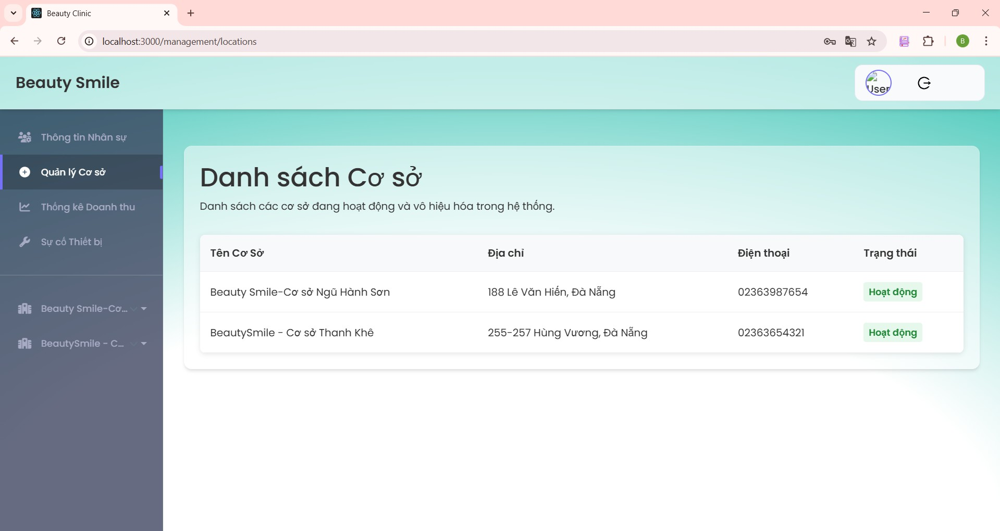 Beauty Clinic
localhost:3000/management/locations
B
Beauty Smile
User
Thông tin Nhân sự
Quản lý Cơ sở
Thống kê Doanh thu
Sự cố Thiết bị
Beauty Smile-Cơ...
BeautySmile - C...
Danh sách Cơ sở
Danh sách các cơ sở đang hoạt động và vô hiệu hóa trong hệ thống.
Tên Cơ Sở Địa chỉ Điện thoại Trạng thái
Beauty Smile-Cơ sở Ngũ Hành Sơn 188 Lê Văn Hiến, Đà Nẵng 02363987654 Hoạt động
BeautySmile - Cơ sở Thanh Khê 255-257 Hùng Vương, Đà Nẵng 02363654321 Hoạt động